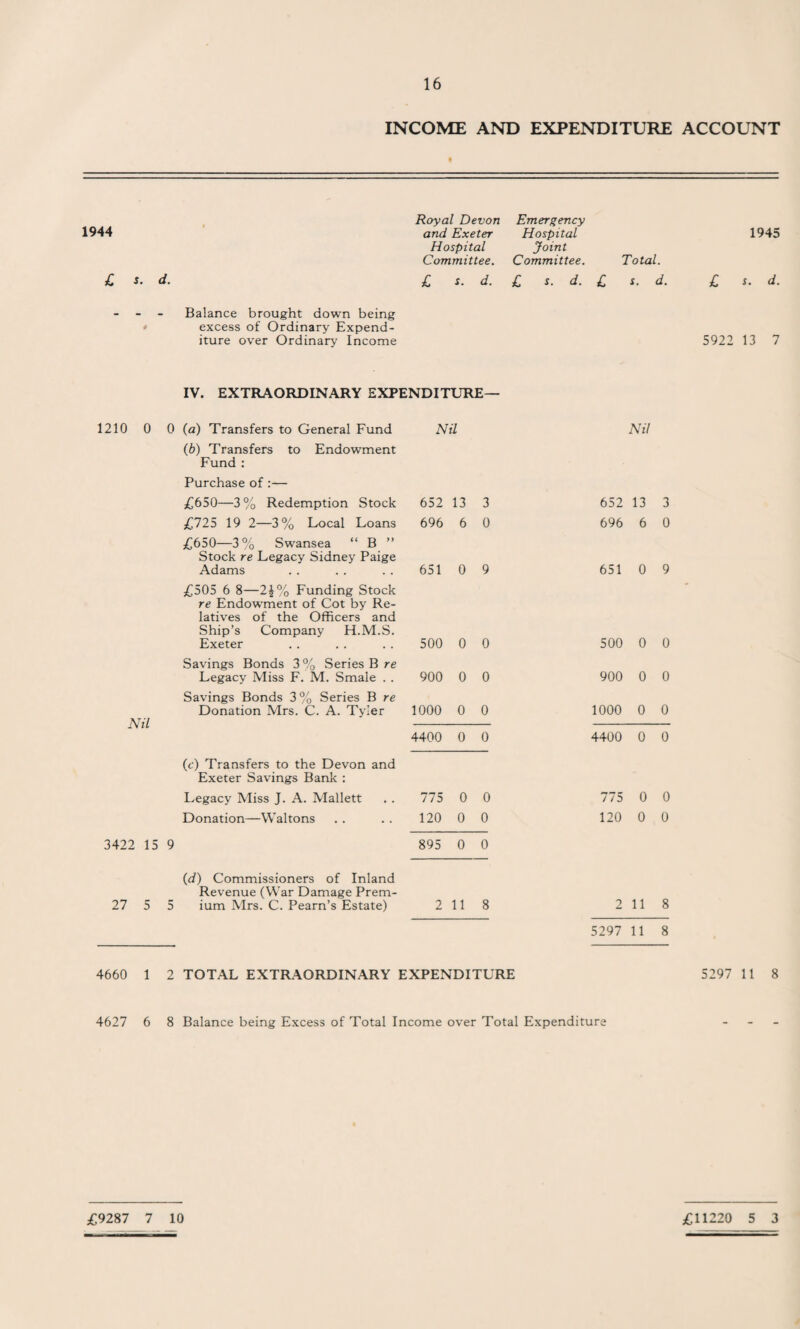 16
INCOME AND EXPENDITURE ACCOUNT
1944
Royal Devon and Exeter Hospital Committee.
Emergency Hospital Joint Committee.
Total.
1945
£ s. d. £ s. d. £ s. d. £ s. d. £ s. d.
- - - Balance brought down being
excess of Ordinary Expend-
iture over Ordinary Income 5922 13 7
IV. EXTRAORDINARY EXPENDITURE—
1210 0 0 (a) Transfers to General Fund Nil Nil
(b) Transfers to Endowment
Fund :
Purchase of :—
£650—3% Redemption Stock 652 13 3 652 13 3
£725 19 2—3% Local Loans 696 6 0 696 6 0
£650—3% Swansea “ B ”
Stock re Legacy Sidney Paige
Adams . . . . . . 651 0 9 651 0 9
£505 6 8—2½% Funding Stock
re Endowment of Cot by Re-
latives of the Officers and
Ship’s Company H.M.S.
Exeter . . . . . . 500 0 0 500 0 0
Savings Bonds 3% Series B re
Legacy Miss F. M. Smale . . 900 0 0 900 0 0
Savings Bonds 3% Series B re
Donation Mrs. C. A. Tyler 1000 0 0 1000 0 0
Nil
4400 0 0 4400 0 0
(c) Transfers to the Devon and
Exeter Savings Bank :
Legacy Miss J. A. Mallett . . 775 0 0 775 0 0
Donation—Waltons . . . . 120 0 0 120 0 0
3422 15 9 895 0 0
(d) Commissioners of Inland
Revenue (War Damage Prem-
27 5 5 ium Mrs. C. Pearn’s Estate) 2 11 8 2 11 8
5297 11 8
4660 1 2 TOTAL EXTRAORDINARY EXPENDITURE 5297 11 8
4627 6 8 Balance being Excess of Total Income over Total Expenditure - - -
£9287 7 10 £11220 5 3